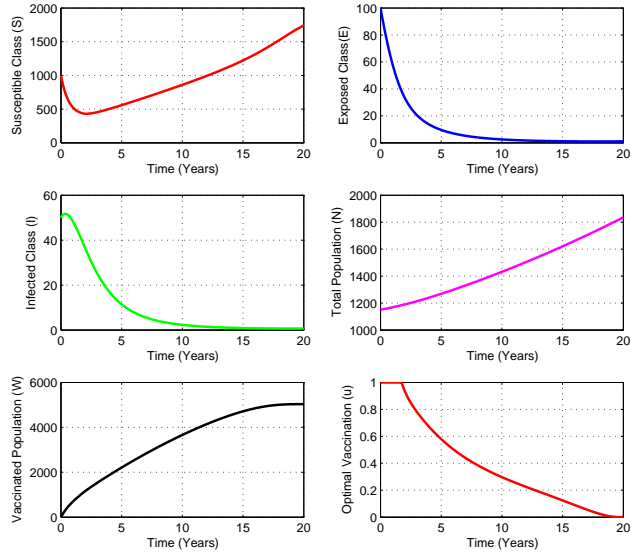 Susceptible Class (S)
2000
1500
1000
500
0
0 5 10 15 20
Time (Years)
Exposed Class(E)
100
80
60
40
20
0
0 5 10 15 20
Time (Years)
Infected Class (I)
60
40
20
0
0 5 10 15 20
Time (Years)
Total Population (N)
2000
1800
1600
1400
1200
1000
0 5 10 15 20
Time (Years)
Vaccinated Population (W)
6000
4000
2000
0
0 5 10 15 20
Time (Years)
Optimal Vaccination (u)
1
0.8
0.6
0.4
0.2
0
0 5 10 15 20
Time (Years)